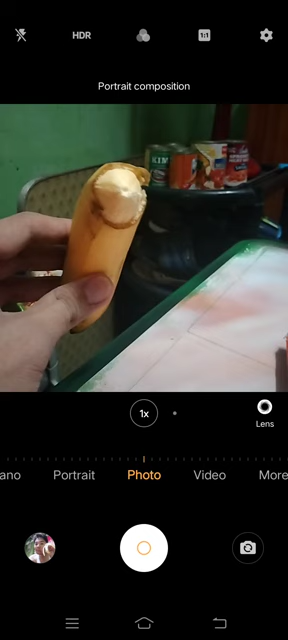 HDR
1:1
Portrait composition
1x
Lens
ano
Portrait
Photo
Video
More